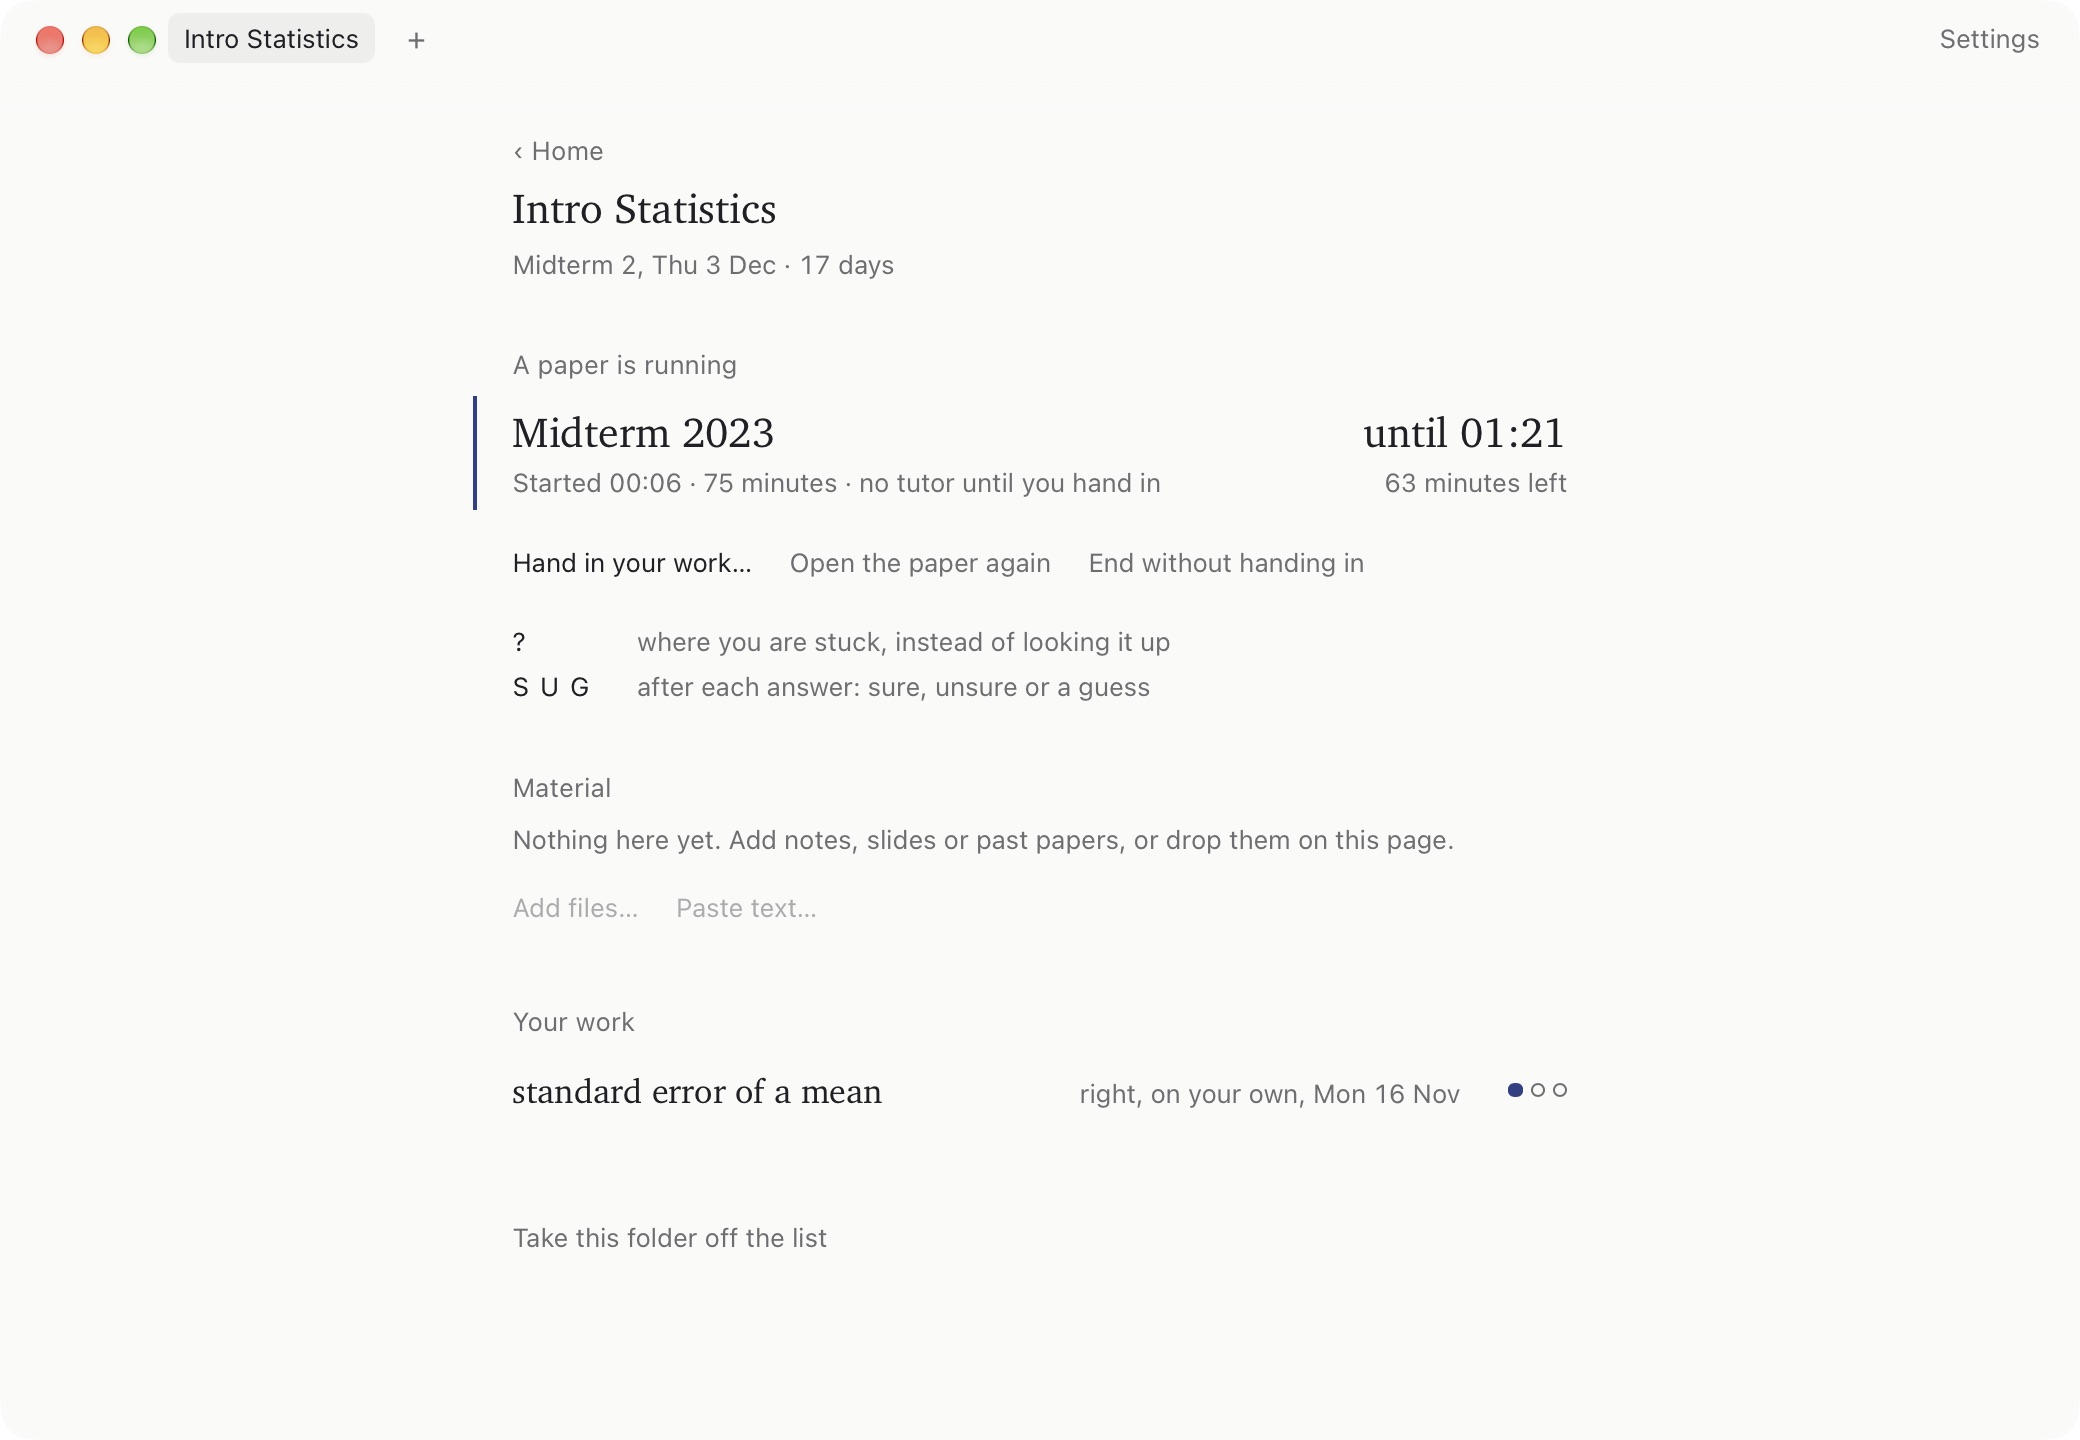 Intro Statistics +
Settings
‹ Home
Intro Statistics
Midterm 2, Thu 3 Dec · 17 days
A paper is running
Midterm 2023
until 01:21
Started 00:06 · 75 minutes · no tutor until you hand in
63 minutes left
Hand in your work...
Open the paper again
End without handing in
? where you are stuck, instead of looking it up
S U G after each answer: sure, unsure or a guess
Material
Nothing here yet. Add notes, slides or past papers, or drop them on this page.
Add files...
Paste text...
Your work
standard error of a mean
right, on your own, Mon 16 Nov
Take this folder off the list